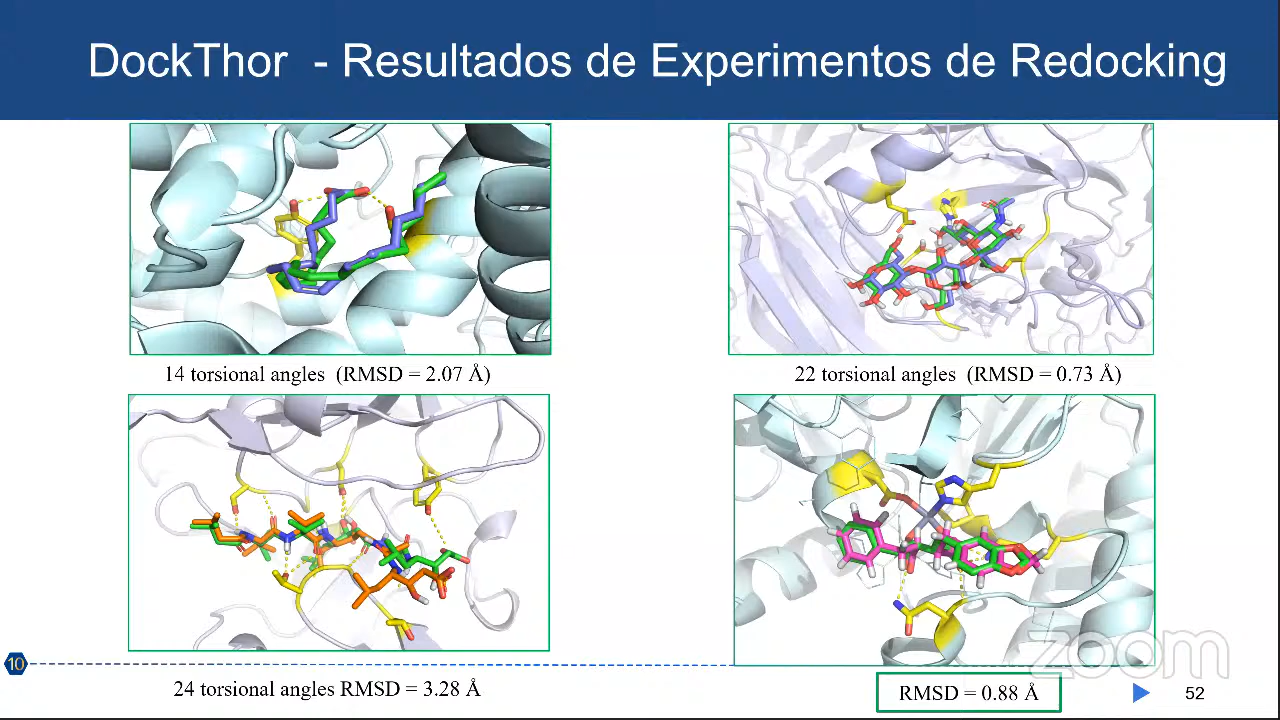 DockThor - Resultados de Experimentos de Redocking
14 torsional angles (RMSD = 2.07 Å)
22 torsional angles (RMSD = 0.73 Å)
10
24 torsional angles RMSD = 3.28 Å
RMSD = 0.88 Å
zoom
52